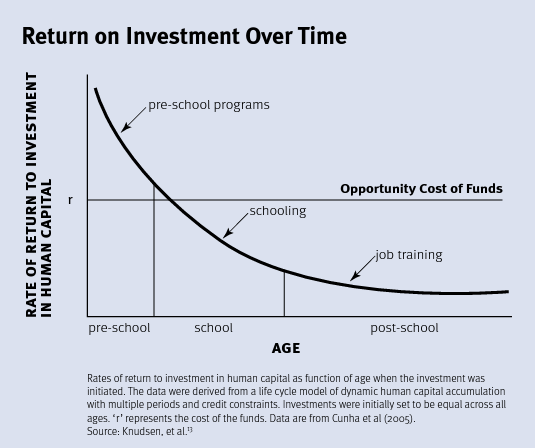 Return on Investment Over Time
RATE OF RETURN TO INVESTMENT
IN HUMAN CAPITAL
pre-school programs
r
Opportunity Cost of Funds
schooling
job training
pre-school
school
post-school
AGE
Rates of return to investment in human capital as function of age when the investment was
initiated. The data were derived from a life cycle model of dynamic human capital accumulation
with multiple periods and credit constraints. Investments were initially set to be equal across all
ages. ‘r’ represents the cost of the funds. Data are from Cunha et al (2005).
Source: Knudsen, et al.¹³